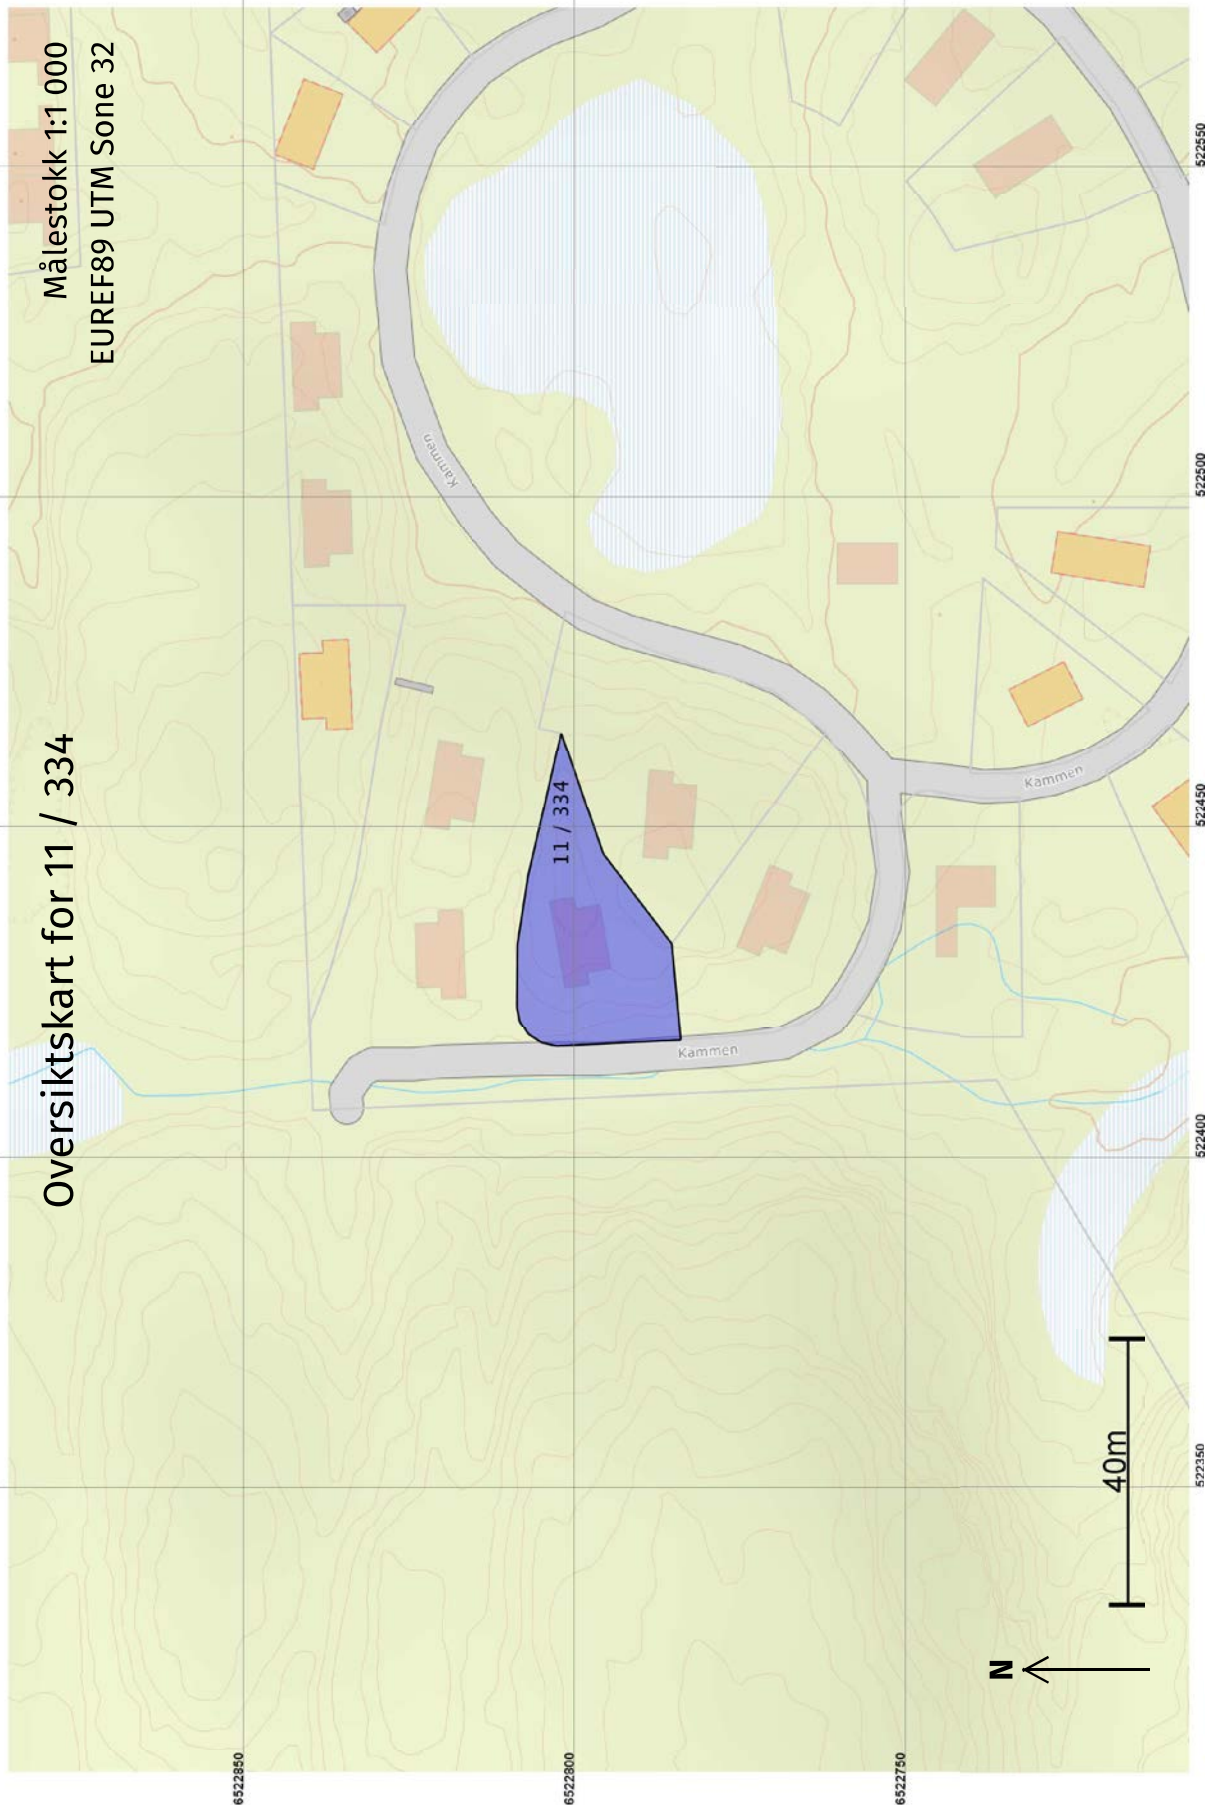 Oversiktskart for 11 / 334
Målestokk 1:1 000
EUREF89 UTM Sone 32
Kammen
11 / 334
Kammen
Kammen
40m
N
6522850
6522800
6522750
522350
522400
522450
522500
522550